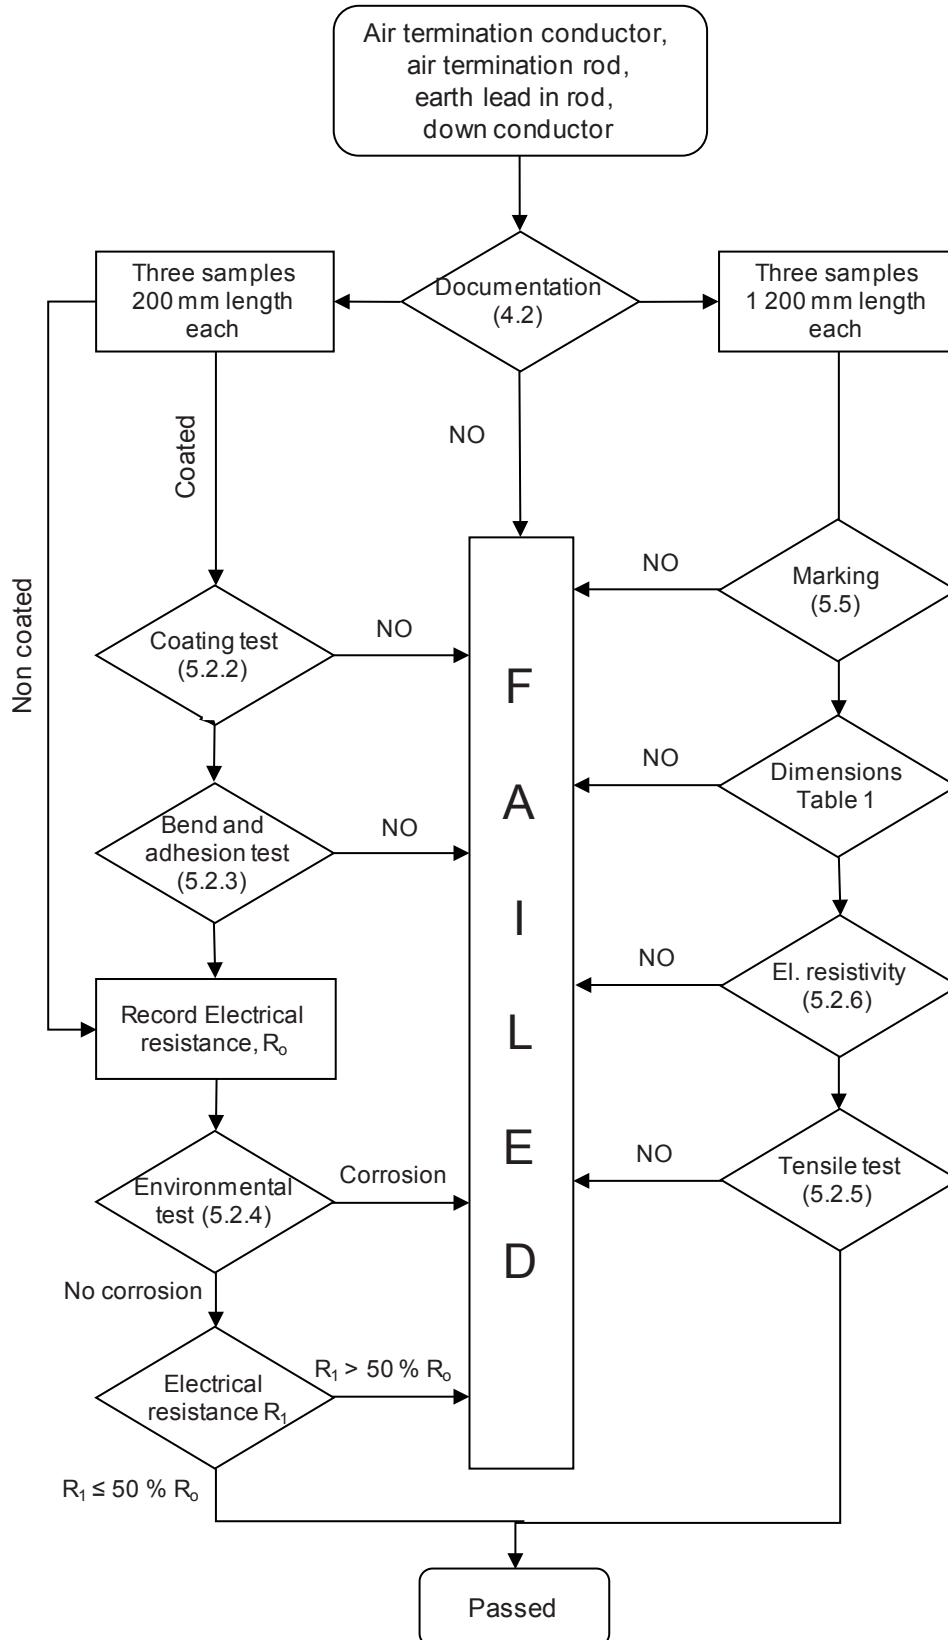 Air termination conductor,
air termination rod,
earth lead in rod,
down conductor
Three samples
200 mm length
each
Documentation
(4.2)
Three samples
1 200 mm length
each
NO
Coated
Non coated
Coating test
(5.2.2)
NO
Bend and
adhesion test
(5.2.3)
NO
Record Electrical
resistance, Rₒ
Environmental
test (5.2.4)
Corrosion
No corrosion
Electrical
resistance R₁
R₁ > 50 % Rₒ
R₁ ≤ 50 % Rₒ
F
A
I
L
E
D
NO
Marking
(5.5)
NO
Dimensions
Table 1
NO
El. resistivity
(5.2.6)
NO
Tensile test
(5.2.5)
Passed